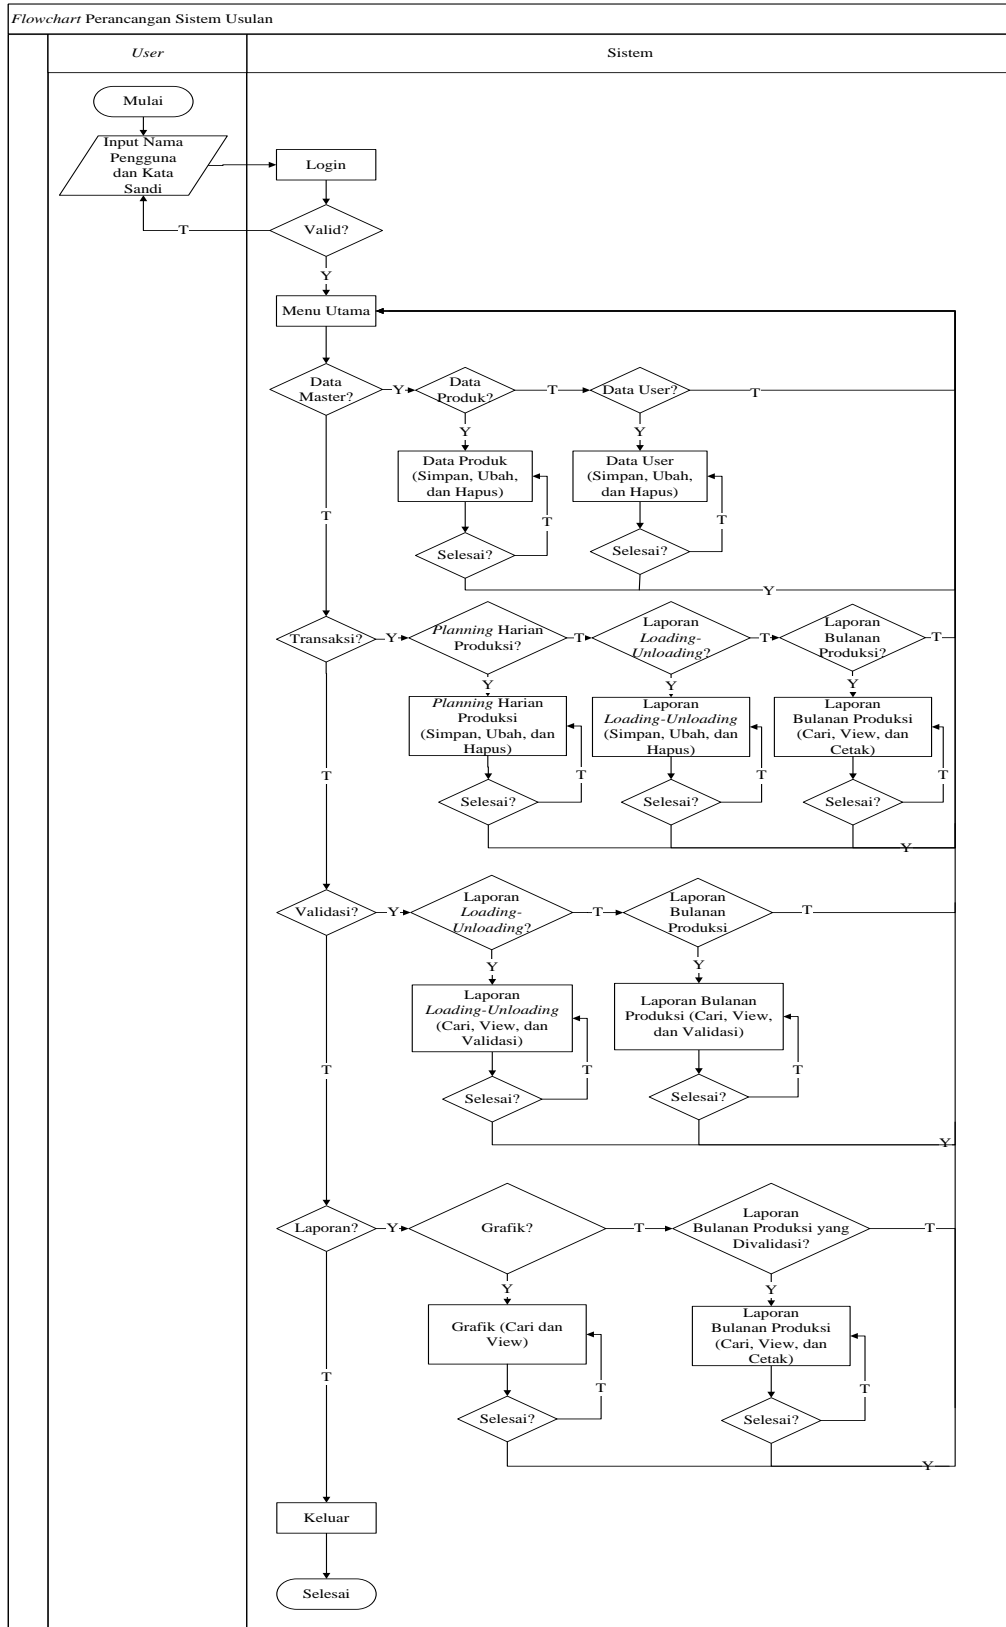 Flowchart Perancangan Sistem Usulan
User
Sistem
Mulai
Input Nama
Pengguna
dan Kata
Sandi
Login
T
Valid?
Y
Menu Utama
Data
Master?
Y
Data
Produk?
T
Data User?
T
Y
Y
Data Produk
(Simpan, Ubah,
dan Hapus)
Data User
(Simpan, Ubah,
dan Hapus)
T
T
T
Selesai?
Selesai?
Y
Transaksi?
Y
Planning Harian
Produksi?
T
Laporan
Loading-
Unloading?
T
Laporan
Bulanan
Produksi?
T
Y
Y
Y
Planning Harian
Produksi
(Simpan, Ubah, dan
Hapus)
Laporan
Loading-Unloading
(Simpan, Ubah, dan
Hapus)
Laporan
Bulanan Produksi
(Cari, View, dan
Cetak)
T
T
T
T
Selesai?
Selesai?
Selesai?
Y
Validasi?
Y
Laporan
Loading-
Unloading?
T
Laporan
Bulanan
Produksi
T
Y
Y
Laporan
Loading-Unloading
(Cari, View, dan
Validasi)
Laporan Bulanan
Produksi (Cari, View,
dan Validasi)
T
T
T
Selesai?
Selesai?
Y
Laporan?
Y
Grafik?
T
Laporan
Bulanan Produksi yang
Divalidasi?
T
Y
Y
Grafik (Cari dan
View)
Laporan
Bulanan Produksi
(Cari, View, dan
Cetak)
T
T
T
Selesai?
Selesai?
Y
Keluar
Selesai